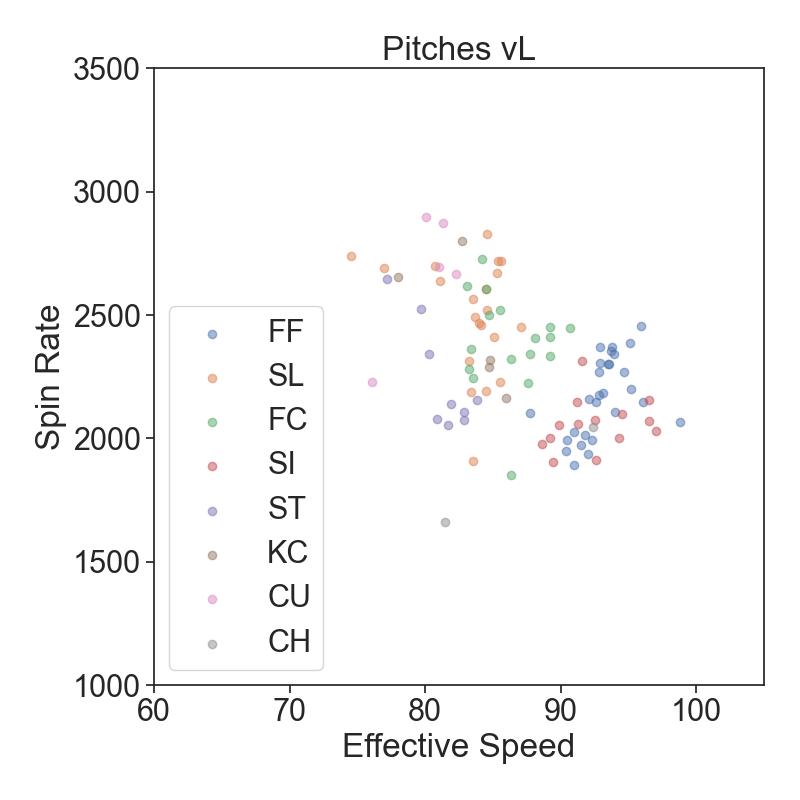 Pitches vL
3500
3000
2500
2000
1500
1000
Spin Rate
FF
SL
FC
SI
ST
KC
CU
CH
60 70 80 90 100
Effective Speed